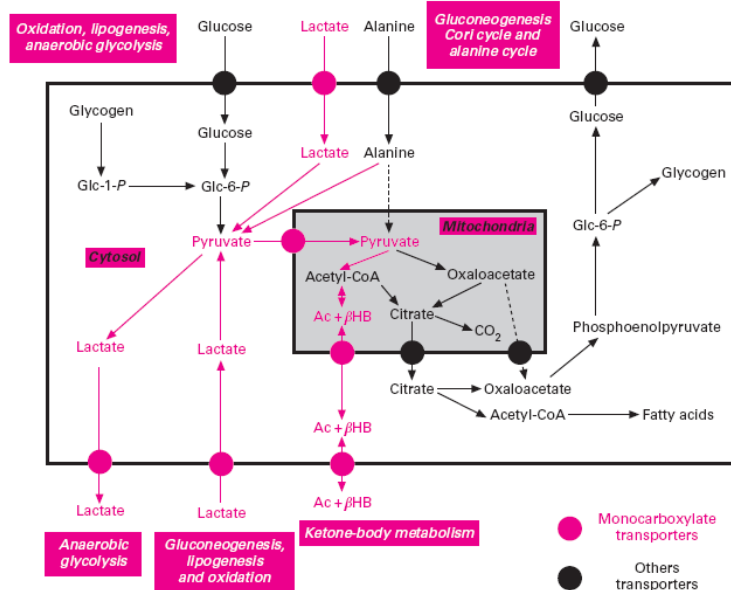 Oxidation, lipogenesis,
anaerobic glycolysis
Glucose
Lactate
Alanine
Gluconeogenesis
Cori cycle and
alanine cycle
Glucose
Glycogen
Glucose
Lactate
Alanine
Glucose
Glc-1-P
Glc-6-P
Glycogen
Glc-6-P
Cytosol
Pyruvate
Pyruvate
Mitochondria
Acetyl-CoA
Oxaloacetate
Ac + βHB
Citrate
CO2
Phosphoenolpyruvate
Lactate
Lactate
Citrate
Oxaloacetate
Acetyl-CoA
Fatty acids
Ac + βHB
Lactate
Lactate
Ac + βHB
Anaerobic
glycolysis
Gluconeogenesis,
lipogenesis
and oxidation
Ketone-body metabolism
Monocarboxylate
transporters
Others
transporters